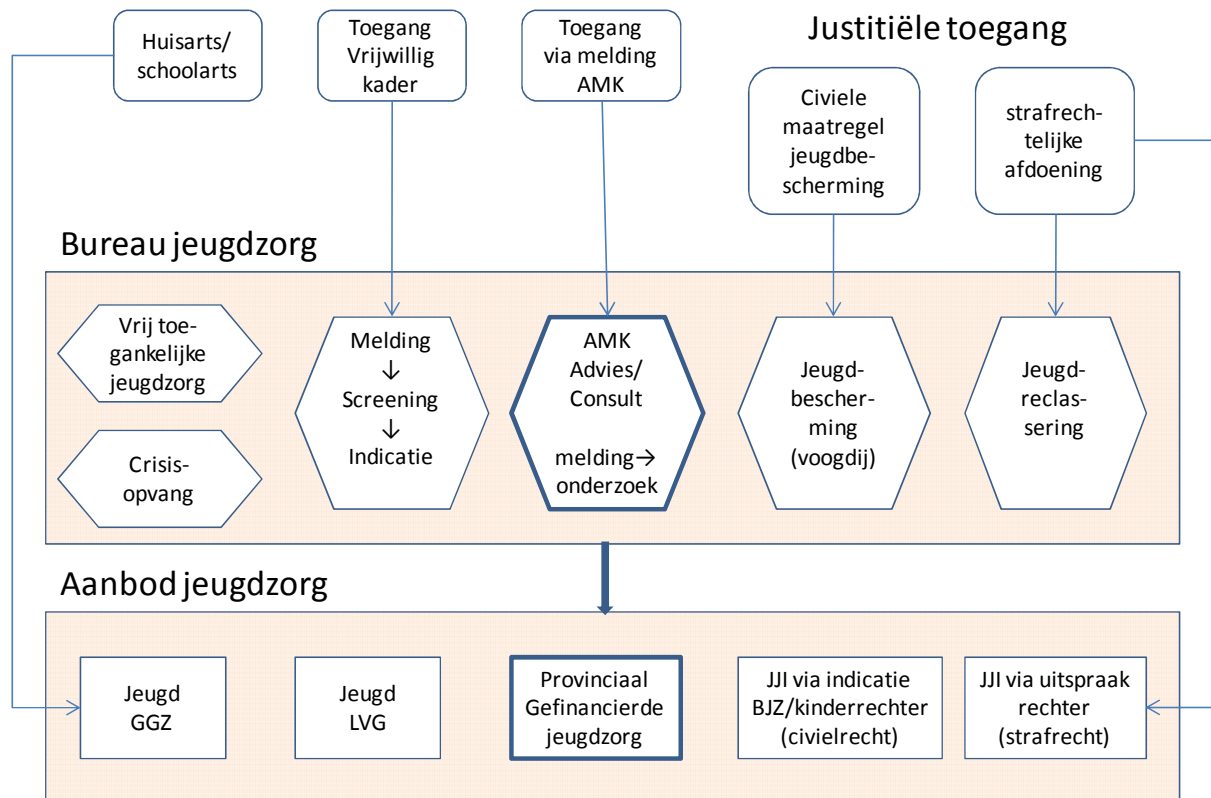 Huisarts/
schoolarts
Toegang
Vrijwillig
kader
Toegang
via melding
AMK
Justitiële toegang
Civiele
maatregel
jeugdbe-
scherming
strafrech-
telijke
afdoening
Bureau jeugdzorg
Vrij toe-
gankelijke
jeugdzorg
Crisis-
opvang
Melding
↓
Screening
↓
Indicatie
AMK
Advies/
Consult
melding→
onderzoek
Jeugd-
bescher-
ming
(voogdij)
Jeugd-
reclas-
sering
Aanbod jeugdzorg
Jeugd
GGZ
Jeugd
LVG
Provinciaal
Gefinancierde
jeugdzorg
JJI via indicatie
BJZ/kinderrechter
(civielrecht)
JJI via uitspraak
rechter
(strafrecht)